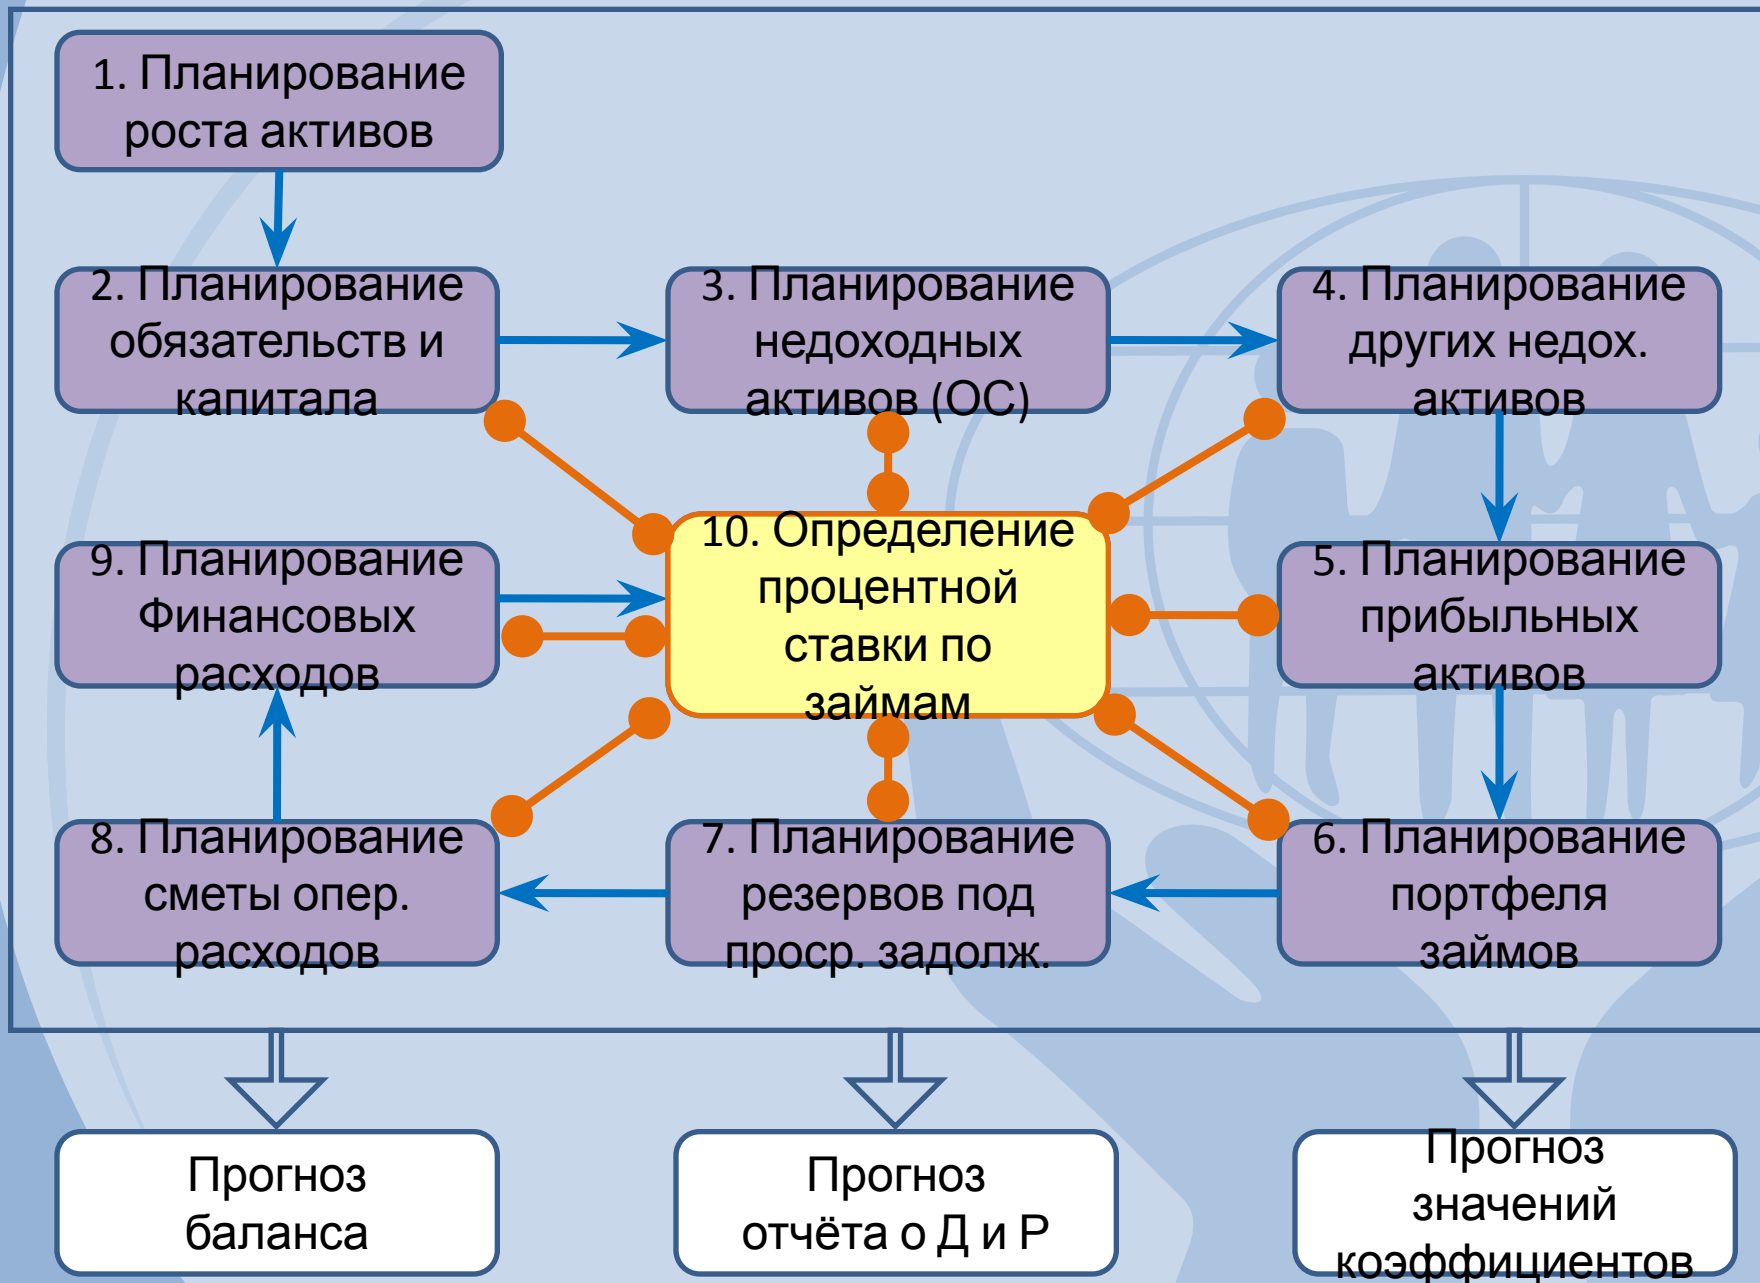 1. Планирование
роста активов
2. Планирование
обязательств и
капитала
3. Планирование
недоходных
активов (ОС)
4. Планирование
других недох.
активов
9. Планирование
Финансовых
расходов
10. Определение
процентной
ставки по
займам
5. Планирование
прибыльных
активов
8. Планирование
сметы опер.
расходов
7. Планирование
резервов под
проср. задолж.
6. Планирование
портфеля
займов
Прогноз
баланса
Прогноз
отчёта о Д и Р
Прогноз
значений
коэффициентов